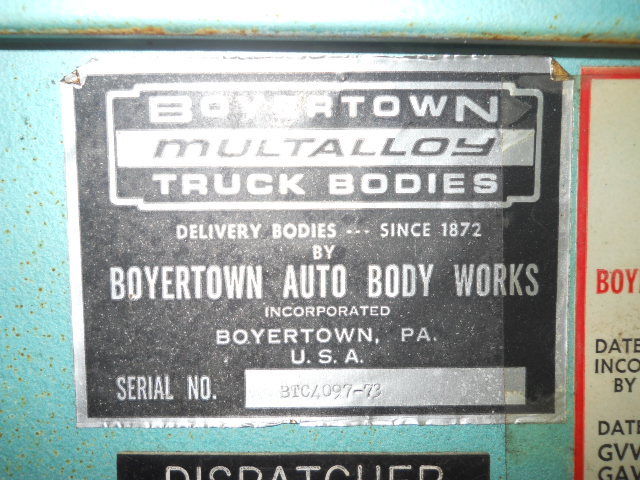 BOYERTOWN
MULTALLOY
TRUCK BODIES
DELIVERY BODIES --- SINCE 1872
BY
BOYERTOWN AUTO BODY WORKS
INCORPORATED
BOYERTOWN, PA.
U. S. A.
SERIAL NO. BTC4097-73
DISPATCHER
BOY
DATE
INCO
BY
DATE
GVW
GAW